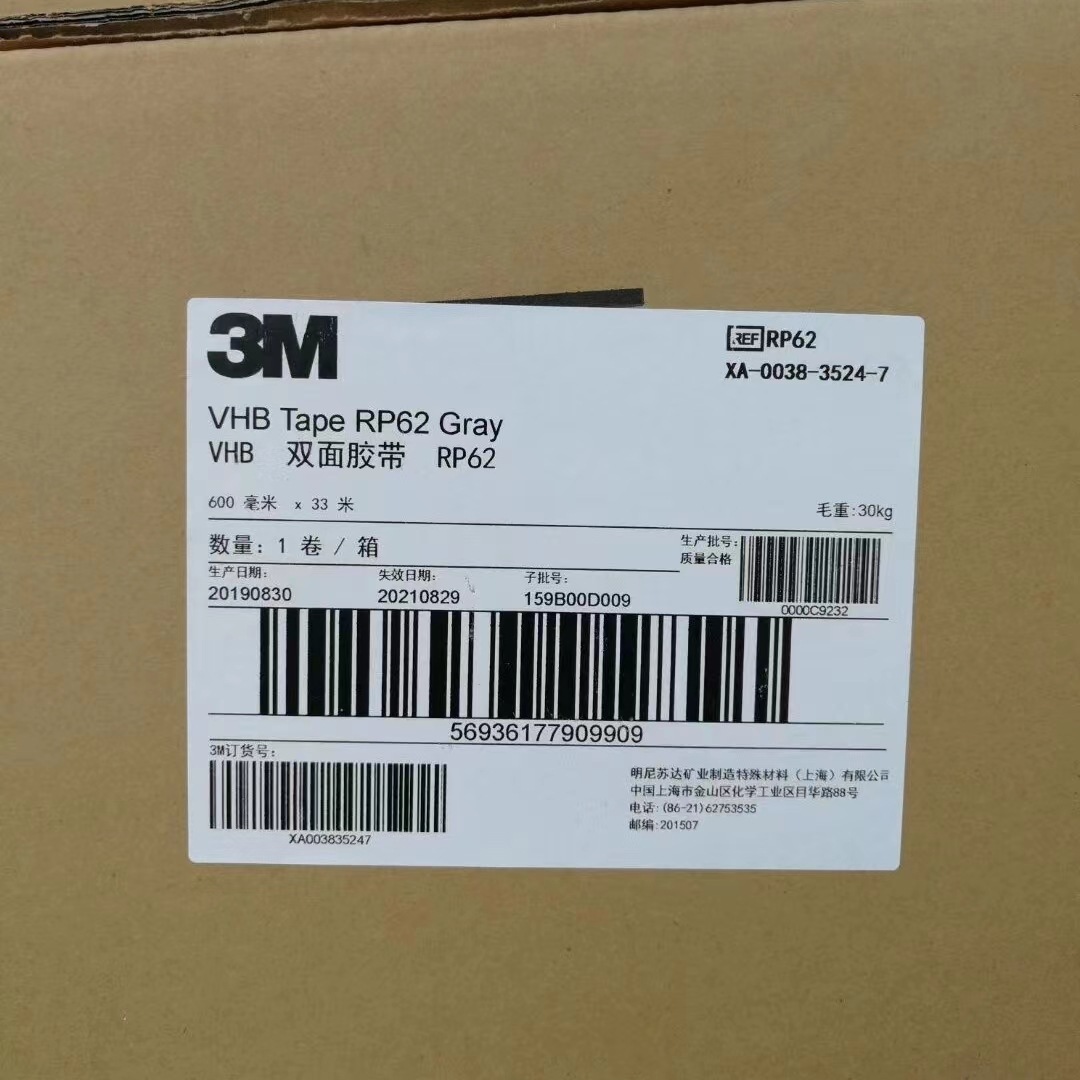 3M
REF RP62
XA-0038-3524-7
VHB Tape RP62 Gray
VHB 双面胶带 RP62
600 毫米 x 33 米
毛重:30kg
数量: 1 卷 / 箱
生产批号:
质量合格
0000C9232
生产日期: 失效日期: 子批号:
20190830 20210829 159B00D009
56936177909909
3M订货号:
XA003835247
明尼苏达矿业制造特殊材料（上海）有限公司
中国上海市金山区化学工业区目华路88号
电话:(86-21)62753535
邮编:201507